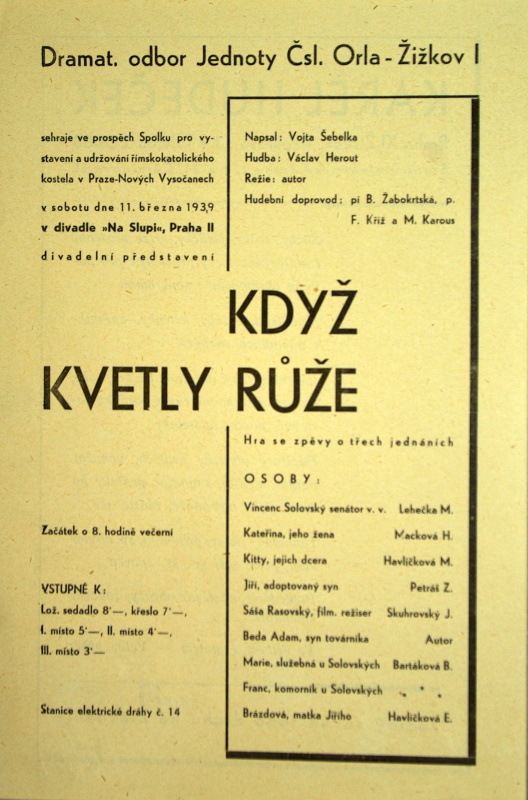 Dramat. odbor Jednoty Čsl. Orla - Žižkov I
sehraje ve prospěch Spolku pro vy-
stavení a udržování římskokatolického
kostela v Praze-Nových Vysočanech
v sobotu dne 11. března 1939
v divadle »Na Slupi«, Praha II
divadelní představení
Napsal: Vojta Šebelka
Hudba: Václav Herout
Režie: autor
Hudební doprovod: pí B. Žabokrtská, p.
F. Kříž a M. Karous
KDYŽ
KVETLY RŮŽE
Hra se zpěvy o třech jednáních
OSOBY:
Vincenc Solovský senátor v. v. Lehečka M.
Kateřina, jeho žena Macková H.
Kitty, jejich dcera Havlíčková M.
Jiří, adoptovaný syn Petráš Z.
Sáša Rasovský, film. režiser Skuhrovský J.
Beda Adam, syn továrníka Autor
Marie, služebná u Solovských Bartáková B.
Franc, komorník u Solovských * * *
Brázdová, matka Jiřího Havlíčková E.
Začátek o 8. hodině večerní
VSTUPNÉ K:
Lož. sedadlo 8'—, křeslo 7'—,
I. místo 5'—, II. místo 4'—,
III. místo 3'—
Stanice elektrické dráhy č. 14